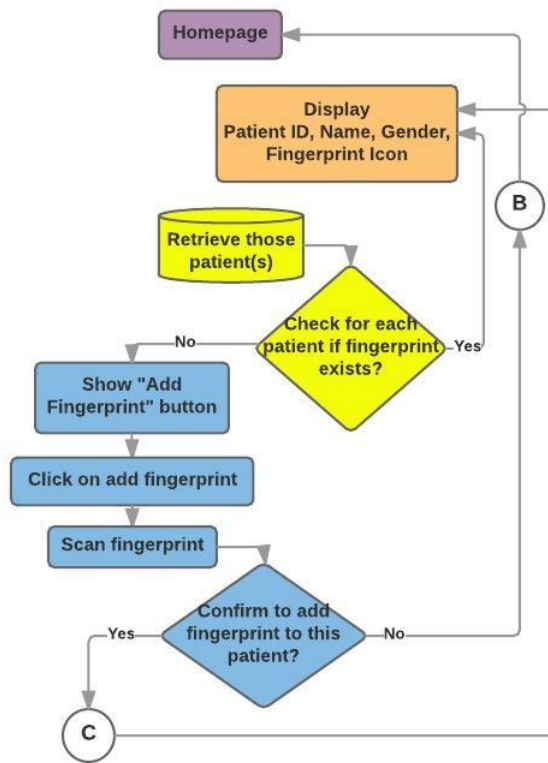 Homepage
Display
Patient ID, Name, Gender,
Fingerprint Icon
B
Retrieve those
patient(s)
Check for each
patient if fingerprint
exists?
No
Yes
Show "Add
Fingerprint" button
Click on add fingerprint
Scan fingerprint
Confirm to add
fingerprint to this
patient?
Yes
No
C